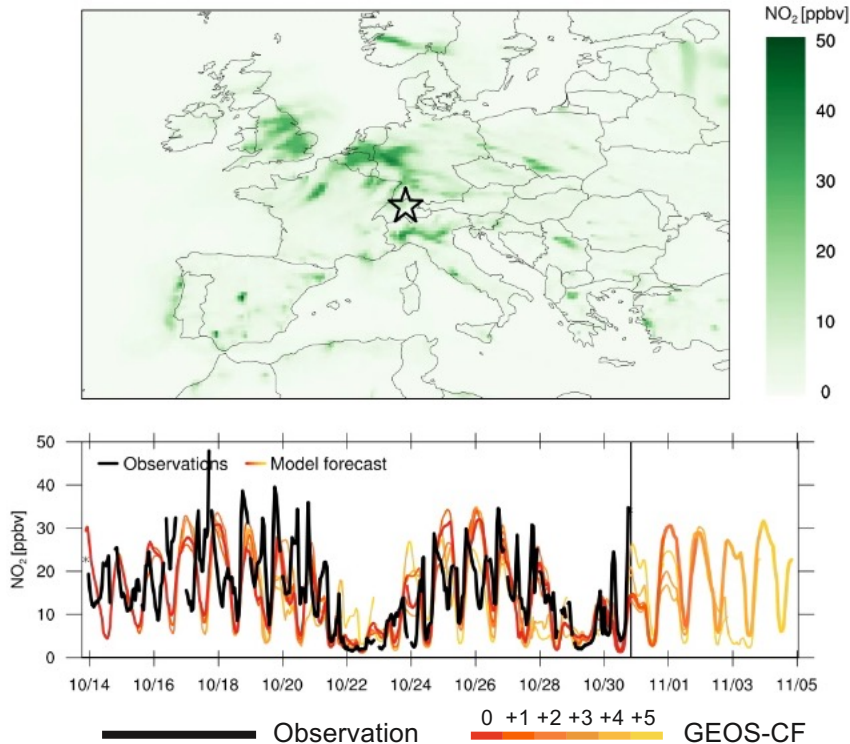 NO₂ [ppbv]
50
40
30
20
10
0
50
40
30
20
10
0
NO₂ [ppbv]
Observations
Model forecast
10/14 10/16 10/18 10/20 10/22 10/24 10/26 10/28 10/30 11/01 11/03 11/05
0 +1 +2 +3 +4 +5
Observation GEOS-CF